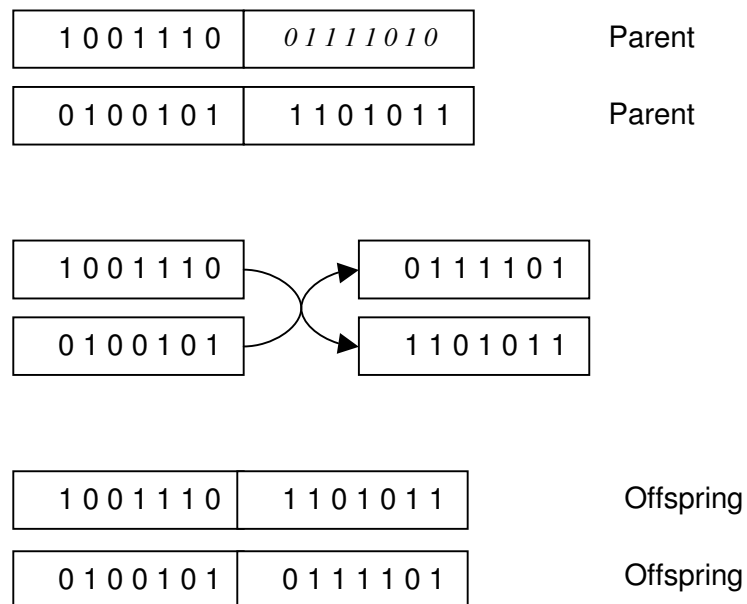 1 0 0 1 1 1 0 0 1 1 1 1 0 1 0 Parent
0 1 0 0 1 0 1 1 1 0 1 0 1 1 Parent
1 0 0 1 1 1 0 0 1 1 1 1 0 1
0 1 0 0 1 0 1 1 1 0 1 0 1 1
1 0 0 1 1 1 0 1 1 0 1 0 1 1 Offspring
0 1 0 0 1 0 1 0 1 1 1 1 0 1 Offspring